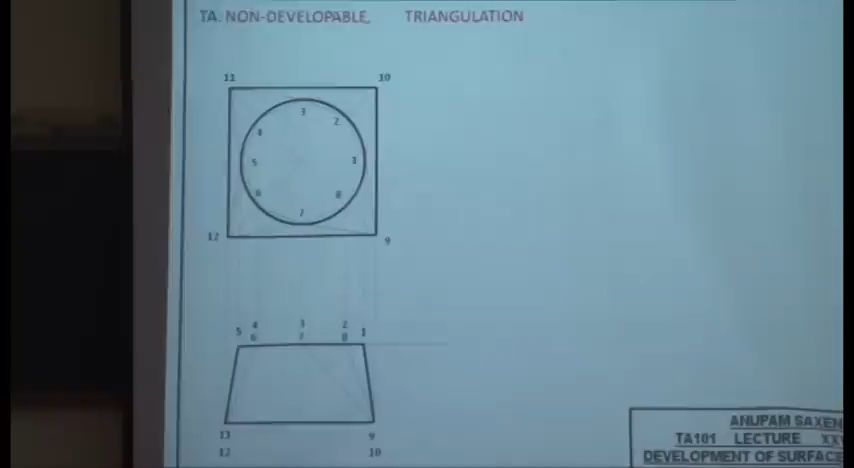 TA: NON-DEVELOPABLE, TRIANGULATION
11 10
3
2
4
5 1
6 8
7
12 9
5 4 3 2 1
6 7 8
13 9
12 10
ANUPAM SAXEN
TA101 LECTURE XXV
DEVELOPMENT OF SURFACE